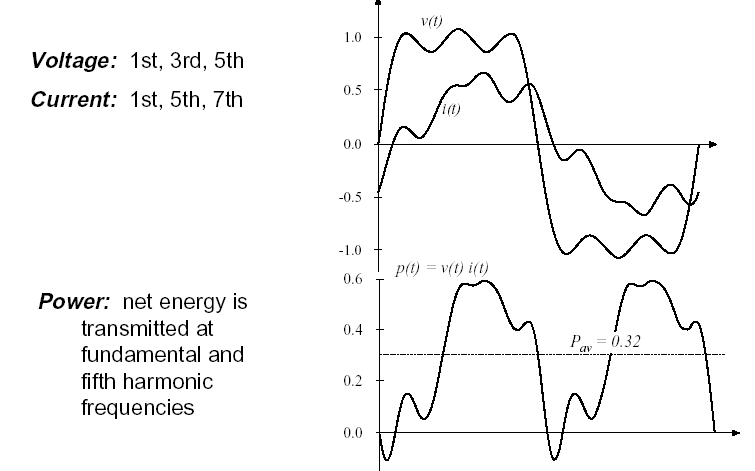 Voltage: 1st, 3rd, 5th
Current: 1st, 5th, 7th
v(t)
i(t)
1.0
0.5
0.0
-0.5
-1.0
Power: net energy is
transmitted at
fundamental and
fifth harmonic
frequencies
p(t) = v(t) i(t)
P_av = 0.32
0.6
0.4
0.2
0.0